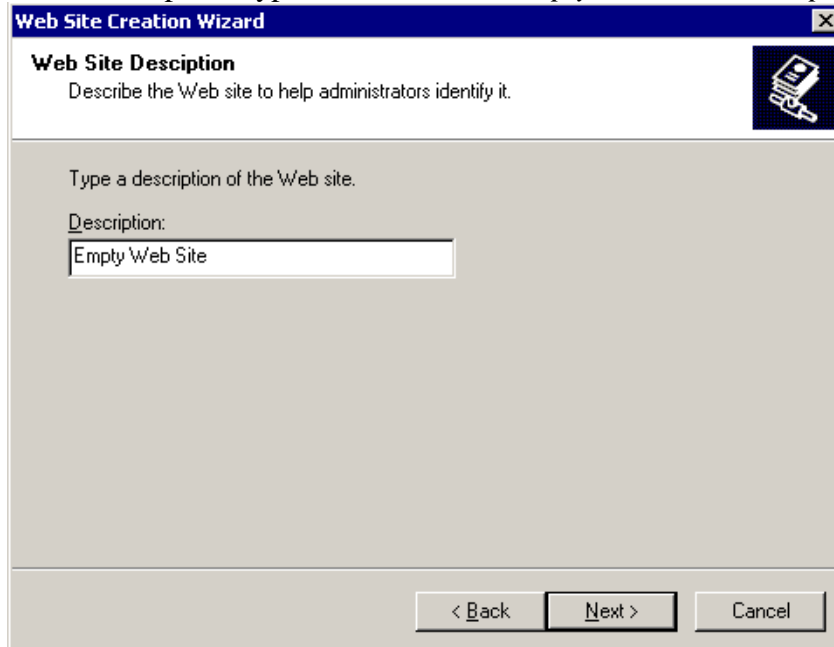 Web Site Creation Wizard
Web Site Desciption
Describe the Web site to help administrators identify it.
Type a description of the Web site.
Description:
Empty Web Site
< Back Next > Cancel